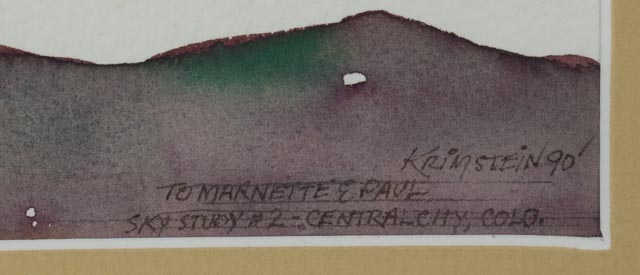 KRIMSTEIN 90'
TO MARNETTE & PAUL
SKY STUDY # 2 - CENTRAL CITY, COLO.